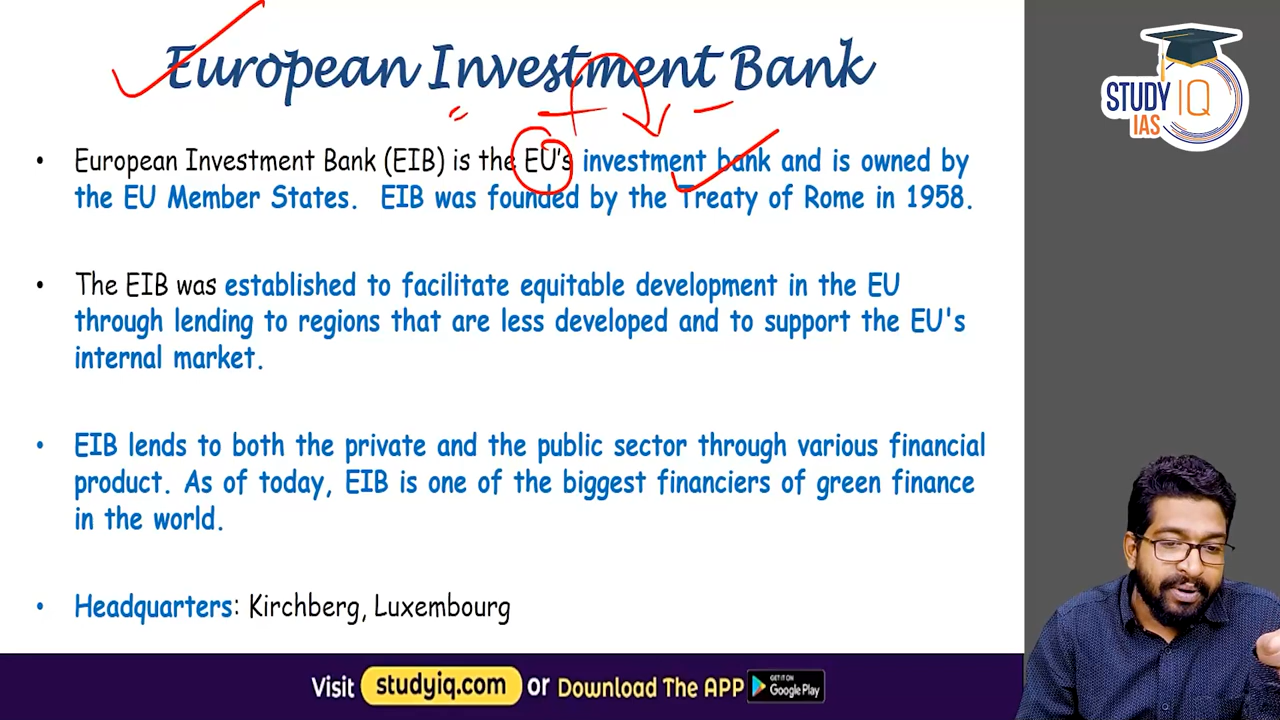 European Investment Bank
STUDY IQ
IAS
• European Investment Bank (EIB) is the EU's investment bank and is owned by
the EU Member States. EIB was founded by the Treaty of Rome in 1958.
• The EIB was established to facilitate equitable development in the EU
through lending to regions that are less developed and to support the EU's
internal market.
• EIB lends to both the private and the public sector through various financial
product. As of today, EIB is one of the biggest financiers of green finance
in the world.
• Headquarters: Kirchberg, Luxembourg
Visit studyiq.com or Download The APP GET IT ON Google Play